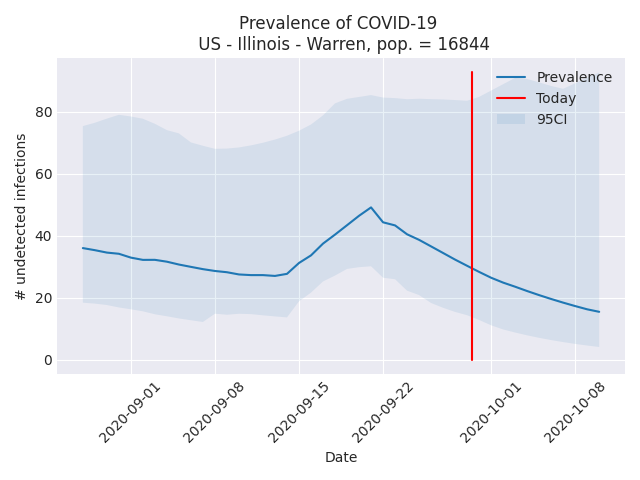 Prevalence of COVID-19
US - Illinois - Warren, pop. = 16844
Prevalence
Today
95CI
# undetected infections
80
60
40
20
0
2020-09-01
2020-09-08
2020-09-15
2020-09-22
2020-10-01
2020-10-08
Date